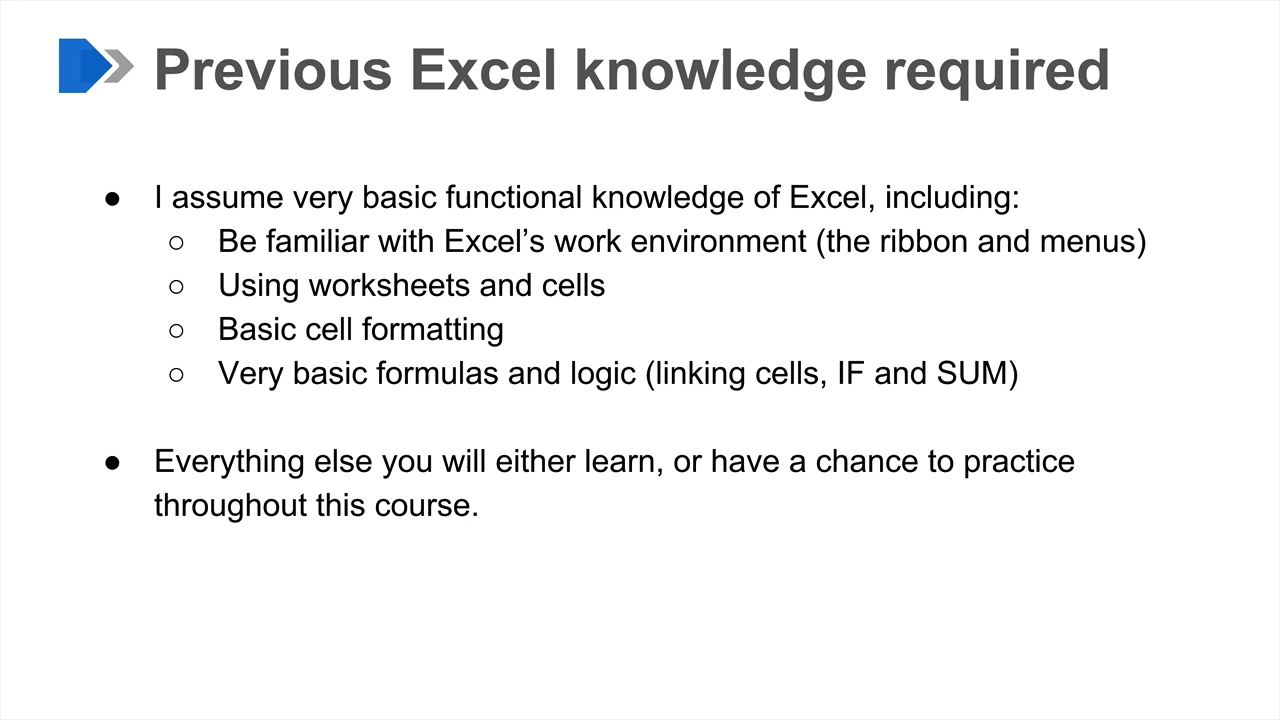 Previous Excel knowledge required
● I assume very basic functional knowledge of Excel, including:
○ Be familiar with Excel’s work environment (the ribbon and menus)
○ Using worksheets and cells
○ Basic cell formatting
○ Very basic formulas and logic (linking cells, IF and SUM)
● Everything else you will either learn, or have a chance to practice
throughout this course.